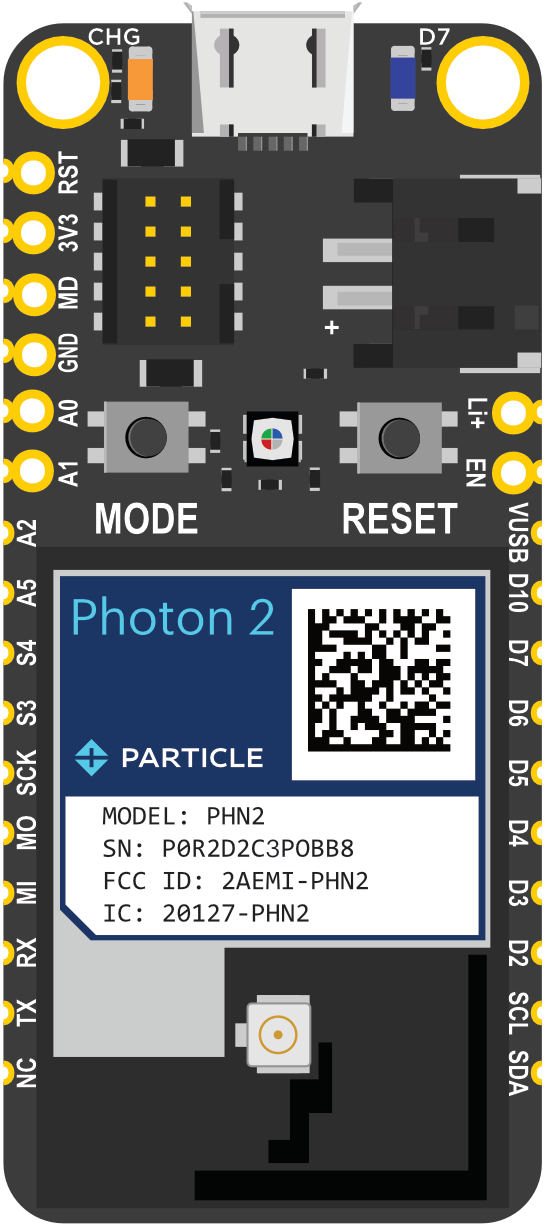 CHG
D7
RST
3V3
MD
GND
A0
A1
A2
A5
S4
S3
SCK
MO
MI
RX
TX
NC
+
Li+
EN
VUSB
D10
D7
D6
D5
D4
D3
D2
SCL
SDA
MODE
RESET
Photon 2
PARTICLE
MODEL: PHN2
SN: P0R2D2C3POBB8
FCC ID: 2AEMI-PHN2
IC: 20127-PHN2